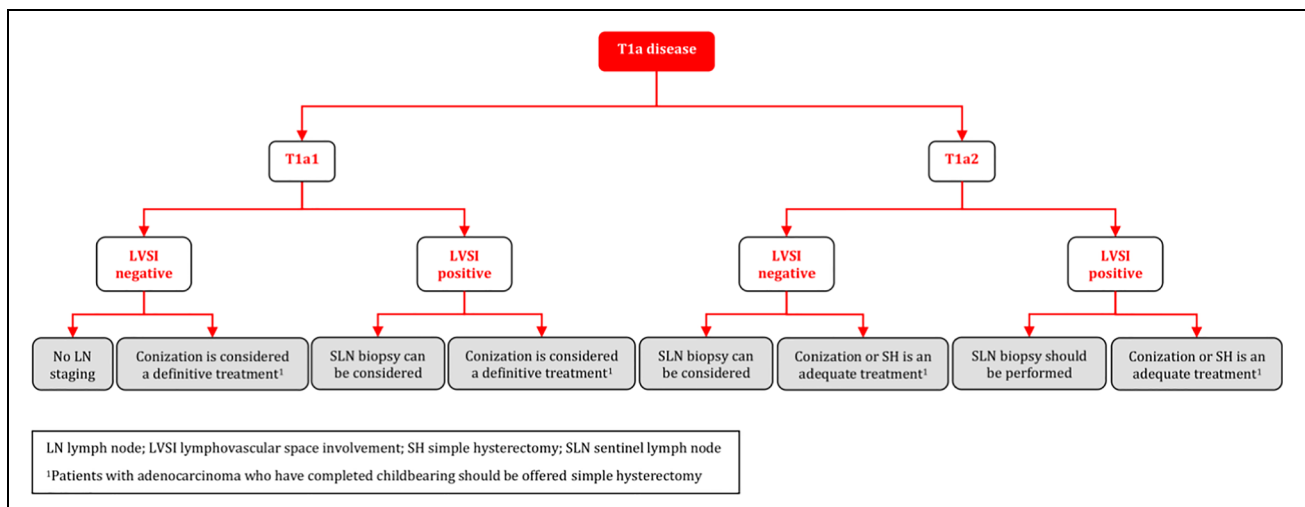 T1a disease
T1a1
T1a2
LVSI
negative
LVSI
positive
LVSI
negative
LVSI
positive
No LN
staging
Conization is considered
a definitive treatment¹
SLN biopsy can
be considered
Conization is considered
a definitive treatment¹
SLN biopsy can
be considered
Conization or SH is an
adequate treatment¹
SLN biopsy should
be performed
Conization or SH is an
adequate treatment¹
LN lymph node; LVSI lymphovascular space involvement; SH simple hysterectomy; SLN sentinel lymph node
¹Patients with adenocarcinoma who have completed childbearing should be offered simple hysterectomy